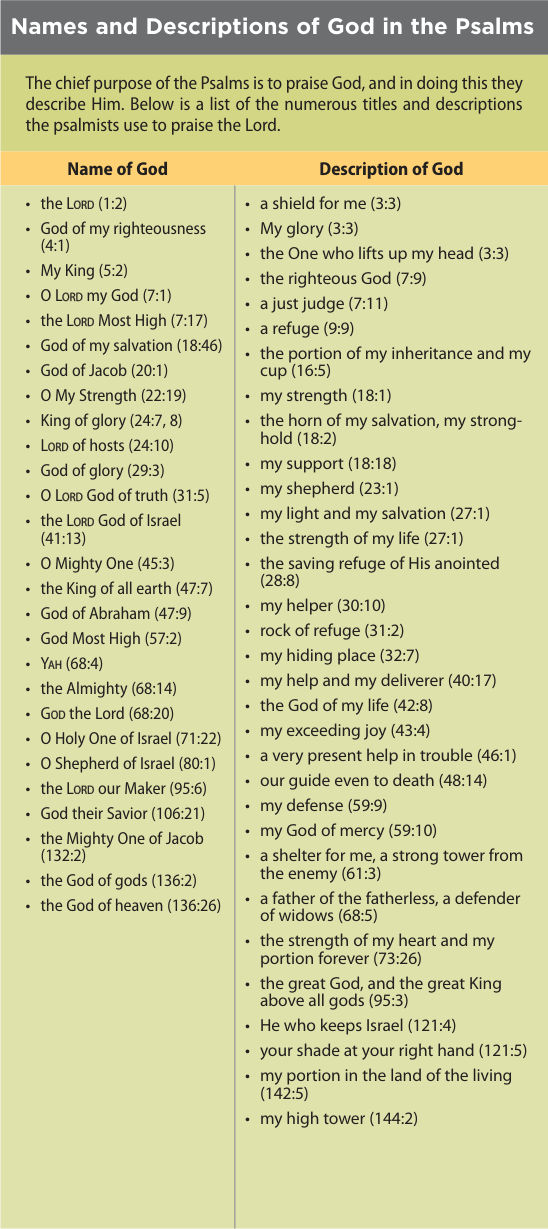 Names and Descriptions of God in the Psalms
The chief purpose of the Psalms is to praise God, and in doing this they
describe Him. Below is a list of the numerous titles and descriptions
the psalmists use to praise the Lord.
Name of God
• the LORD (1:2)
• God of my righteousness
(4:1)
• My King (5:2)
• O LORD my God (7:1)
• the LORD Most High (7:17)
• God of my salvation (18:46)
• God of Jacob (20:1)
• O My Strength (22:19)
• King of glory (24:7, 8)
• LORD of hosts (24:10)
• God of glory (29:3)
• O LORD God of truth (31:5)
• the LORD God of Israel
(41:13)
• O Mighty One (45:3)
• the King of all earth (47:7)
• God of Abraham (47:9)
• God Most High (57:2)
• YAH (68:4)
• the Almighty (68:14)
• GOD the Lord (68:20)
• O Holy One of Israel (71:22)
• O Shepherd of Israel (80:1)
• the LORD our Maker (95:6)
• God their Savior (106:21)
• the Mighty One of Jacob
(132:2)
• the God of gods (136:2)
• the God of heaven (136:26)
Description of God
• a shield for me (3:3)
• My glory (3:3)
• the One who lifts up my head (3:3)
• the righteous God (7:9)
• a just judge (7:11)
• a refuge (9:9)
• the portion of my inheritance and my
cup (16:5)
• my strength (18:1)
• the horn of my salvation, my strong-
hold (18:2)
• my support (18:18)
• my shepherd (23:1)
• my light and my salvation (27:1)
• the strength of my life (27:1)
• the saving refuge of His anointed
(28:8)
• my helper (30:10)
• rock of refuge (31:2)
• my hiding place (32:7)
• my help and my deliverer (40:17)
• the God of my life (42:8)
• my exceeding joy (43:4)
• a very present help in trouble (46:1)
• our guide even to death (48:14)
• my defense (59:9)
• my God of mercy (59:10)
• a shelter for me, a strong tower from
the enemy (61:3)
• a father of the fatherless, a defender
of widows (68:5)
• the strength of my heart and my
portion forever (73:26)
• the great God, and the great King
above all gods (95:3)
• He who keeps Israel (121:4)
• your shade at your right hand (121:5)
• my portion in the land of the living
(142:5)
• my high tower (144:2)